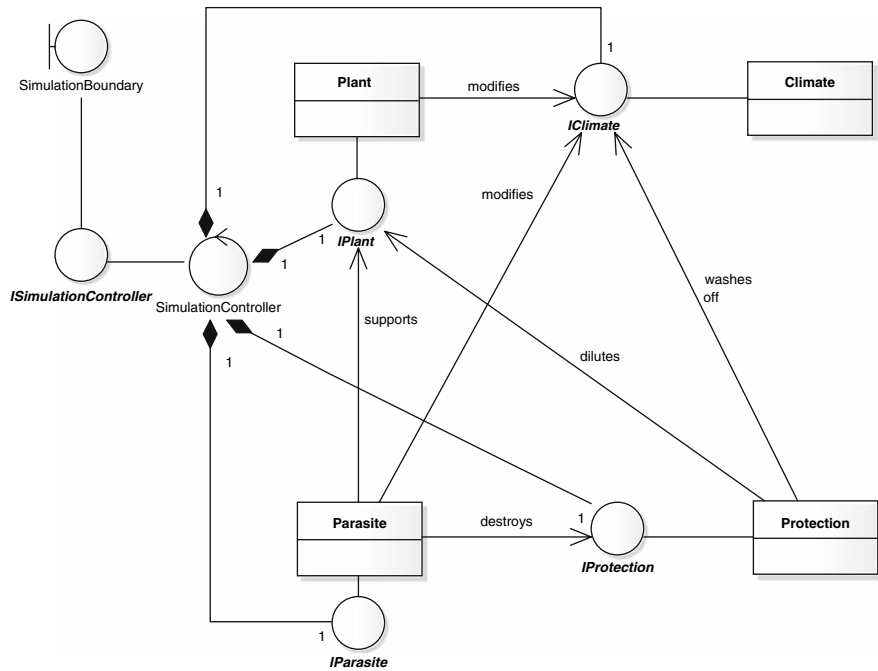 1
SimulationBoundary
Plant
modifies
Climate
IClimate
1
modifies
1
1
IPlant
ISimulationController
SimulationController
washes
off
supports
1
1
dilutes
Parasite
destroys
1
Protection
IProtection
1
IParasite